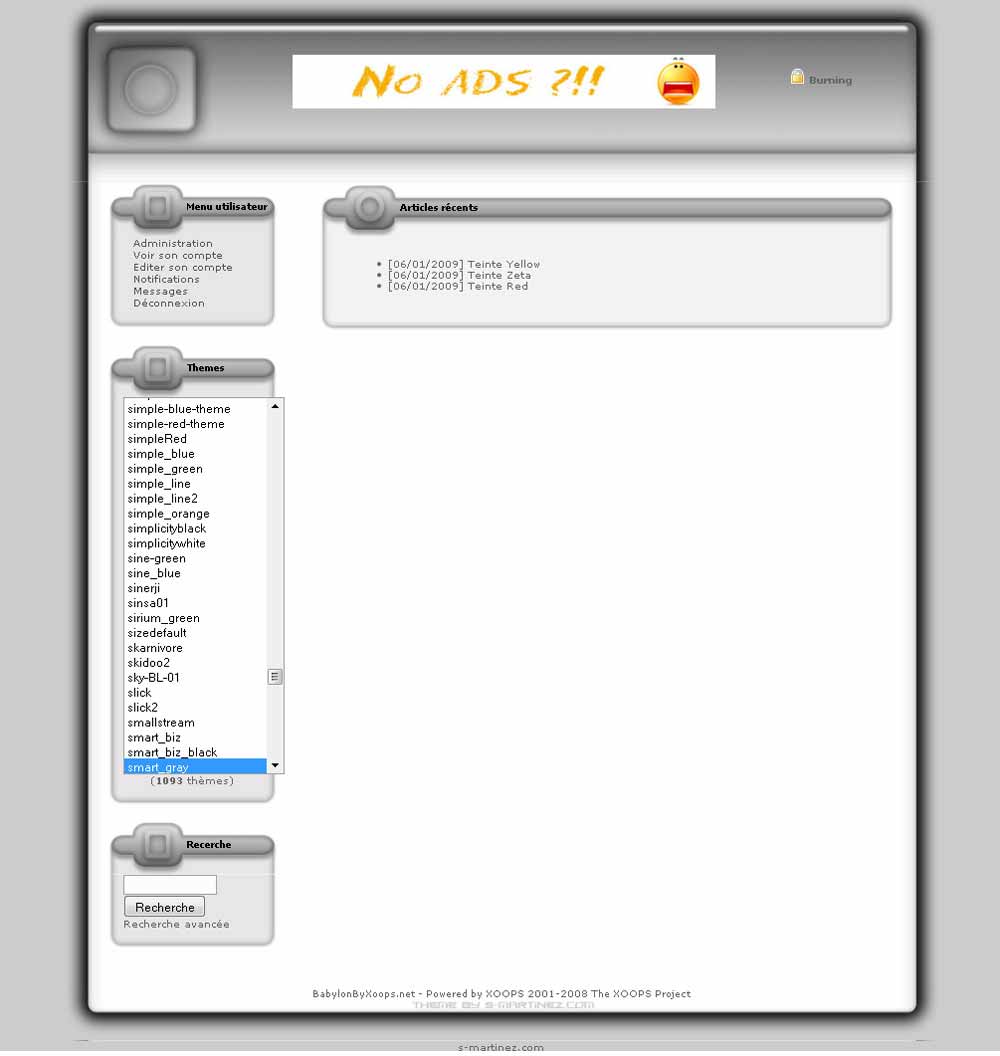 No ADS ?!!
Burning
Menu utilisateur
Administration
Voir son compte
Editer son compte
Notifications
Messages
Déconnexion
Articles récents
[06/01/2009] Teinte Yellow
[06/01/2009] Teinte Zeta
[06/01/2009] Teinte Red
Themes
simple-blue-theme
simple-red-theme
simpleRed
simple_blue
simple_green
simple_line
simple_line2
simple_orange
simplicityblack
simplicitywhite
sine-green
sine_blue
sinerji
sinsa01
sirium_green
sizedefault
skarnivore
skidoo2
sky-BL-01
slick
slick2
smallstream
smart_biz
smart_biz_black
smart_gray
(1093 thèmes)
Recerche
Recherche
Recherche avancée
BabylonByXoops.net - Powered by XOOPS 2001-2008 The XOOPS Project
THEME BY S-MARTINEZ.COM
s-martinez.com